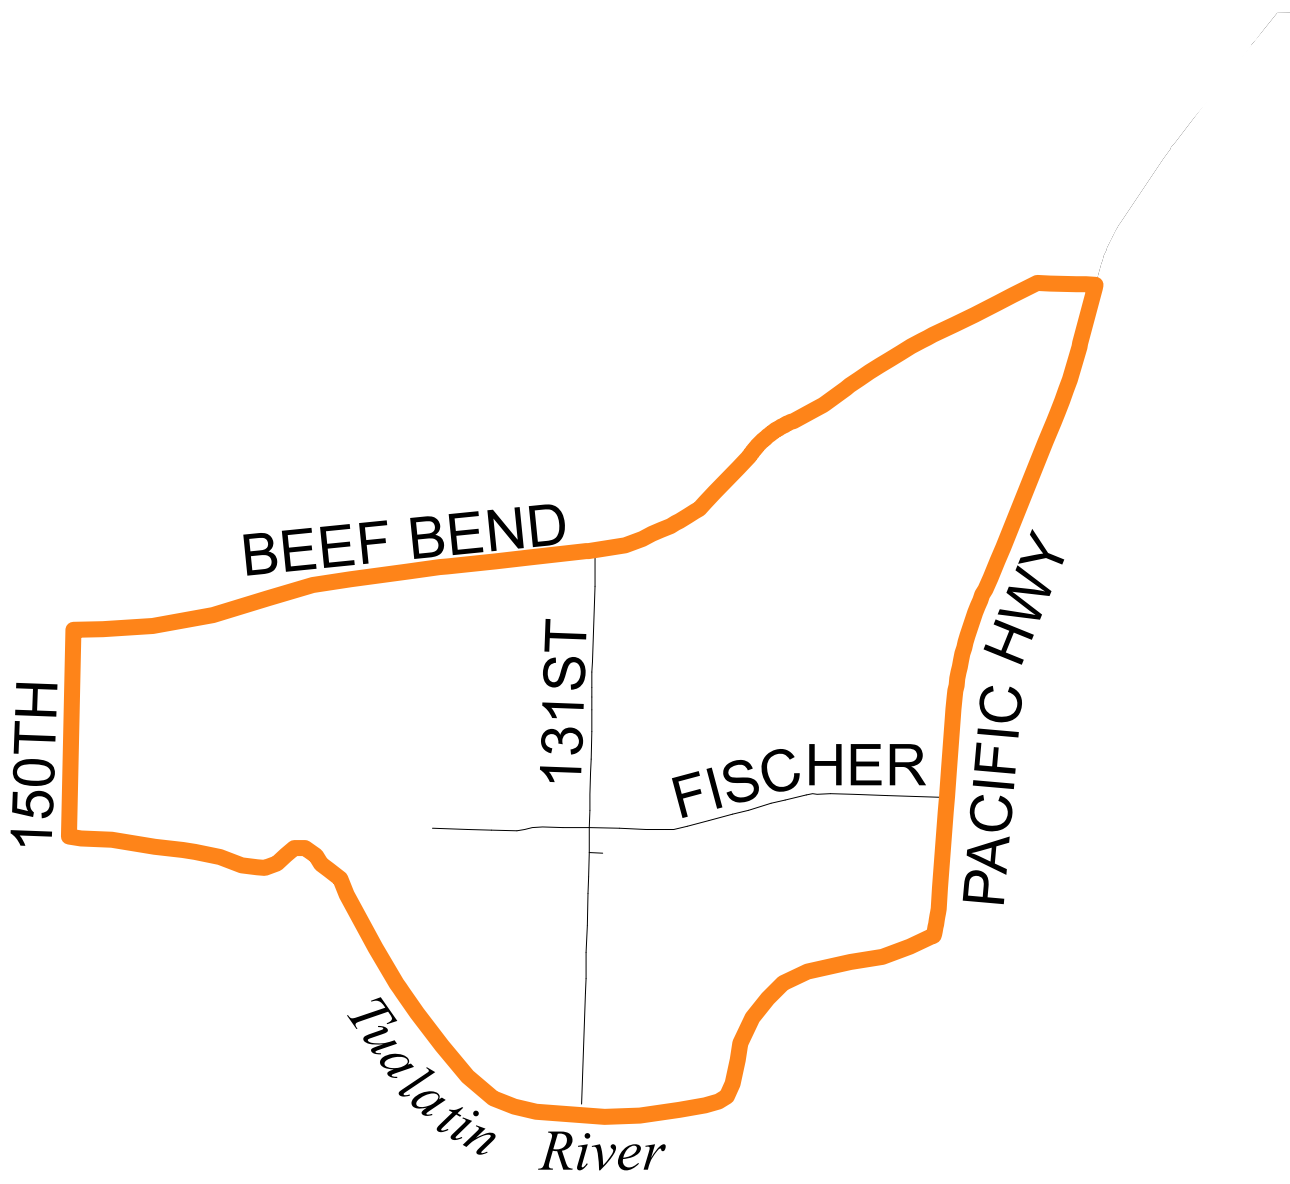 BEEF BEND
131ST
150TH
FISCHER
PACIFIC HWY
Tualatin River